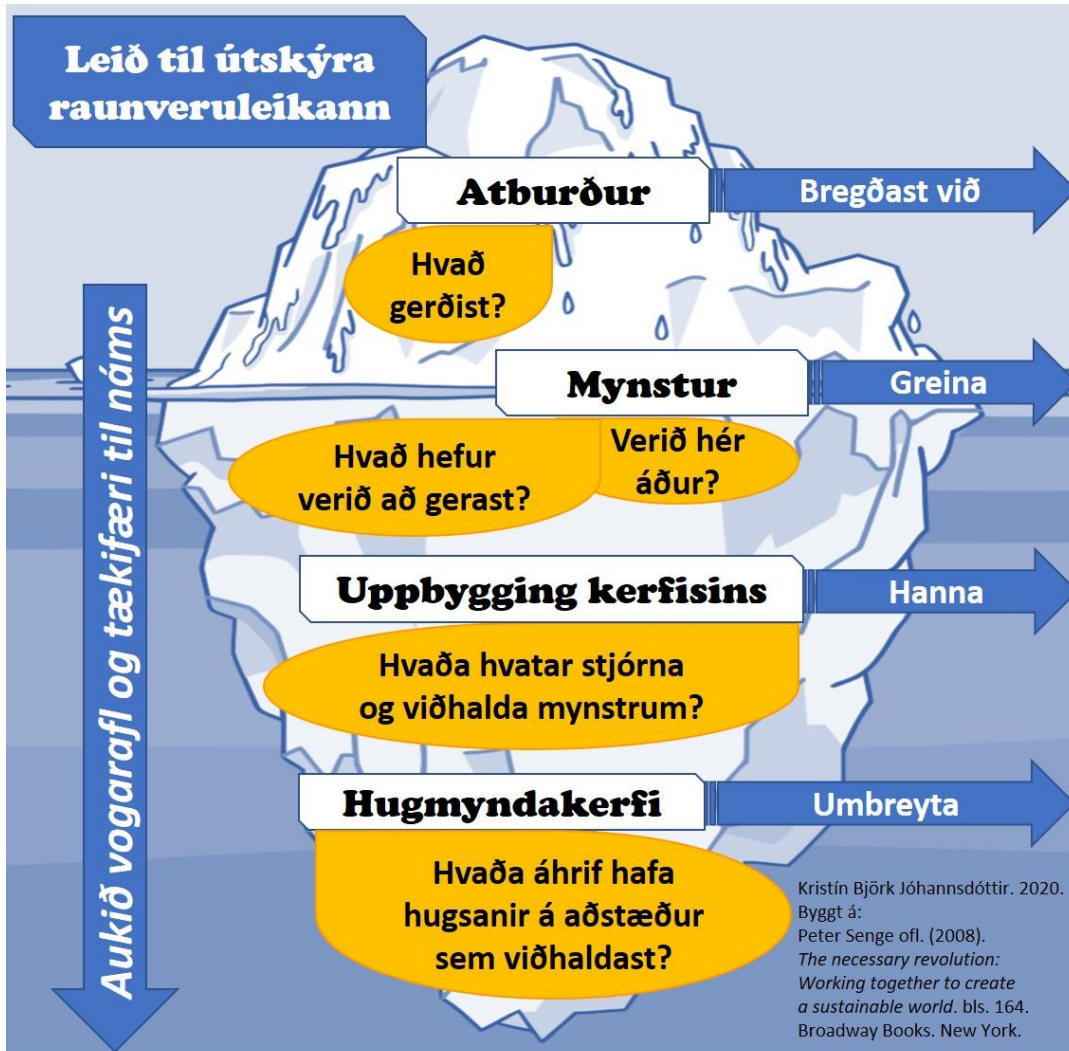 Leið til útskýra
raunveruleikann
Atburður
Bregðast við
Hvað
gerðist?
Mynstur
Greina
Hvað hefur
verið að gerast?
Verið hér
áður?
Uppbygging kerfisins
Hanna
Hvaða hvatar stjórna
og viðhalda mynstrum?
Hugmyndakerfi
Umbreyta
Hvaða áhrif hafa
hugsanir á aðstæður
sem viðhaldast?
Aukið vogarafl og tækifæri til náms
Kristín Björk Jóhannsdóttir. 2020.
Byggt á:
Peter Senge ofl. (2008).
The necessary revolution:
Working together to create
a sustainable world. bls. 164.
Broadway Books. New York.